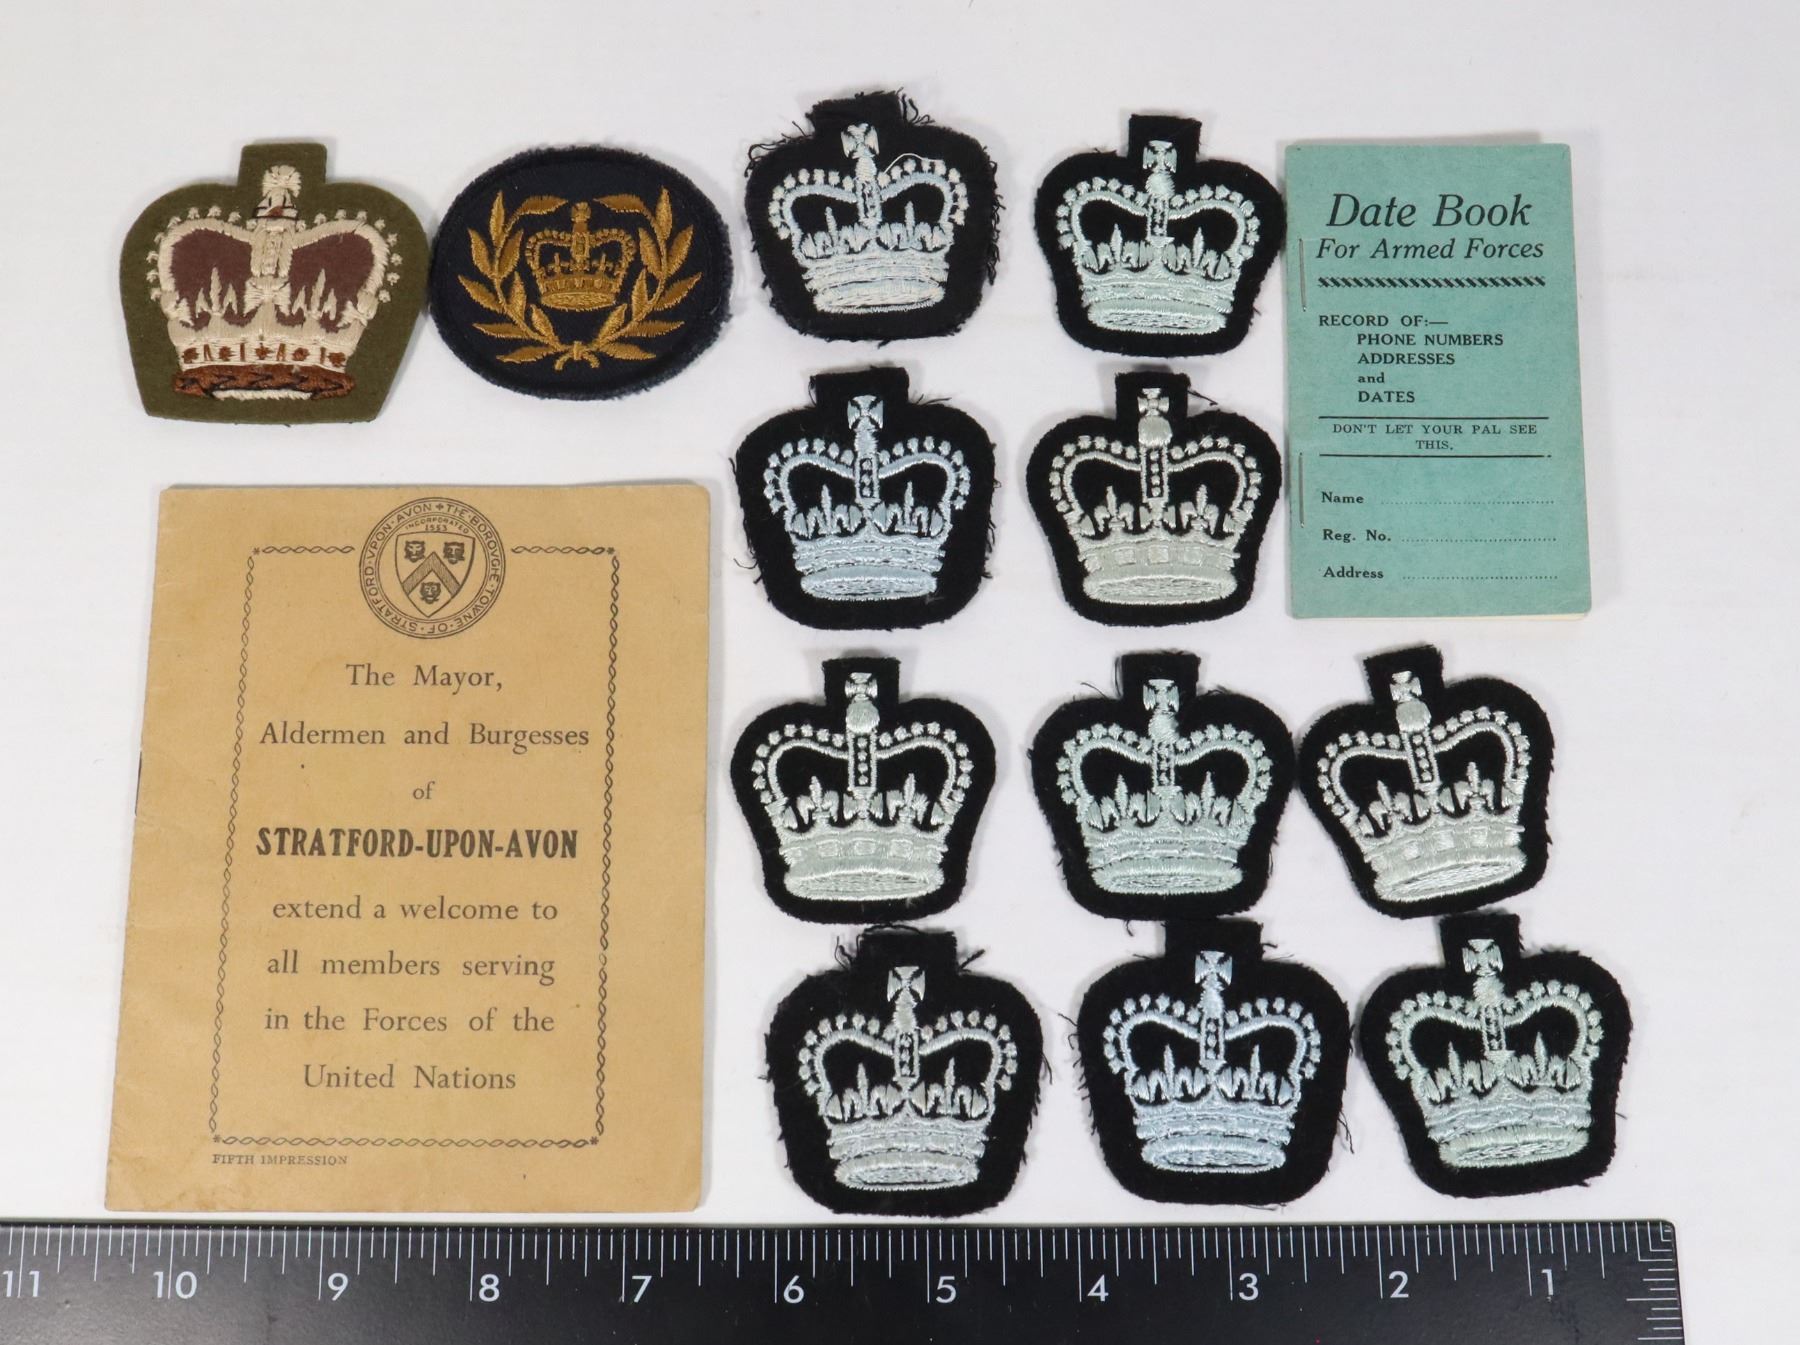 STRATFORD·VPON·AVON✦THE·BOROVGHE·TOWNE·OF·
INCORPORATED
1553
The Mayor,
Aldermen and Burgesses
of
STRATFORD-UPON-AVON
extend a welcome to
all members serving
in the Forces of the
United Nations
FIFTH IMPRESSION
Date Book
For Armed Forces
RECORD OF:—
PHONE NUMBERS
ADDRESSES
and
DATES
DON'T LET YOUR PAL SEE
THIS.
Name
Reg. No.
Address
11 10 9 8 7 6 5 4 3 2 1